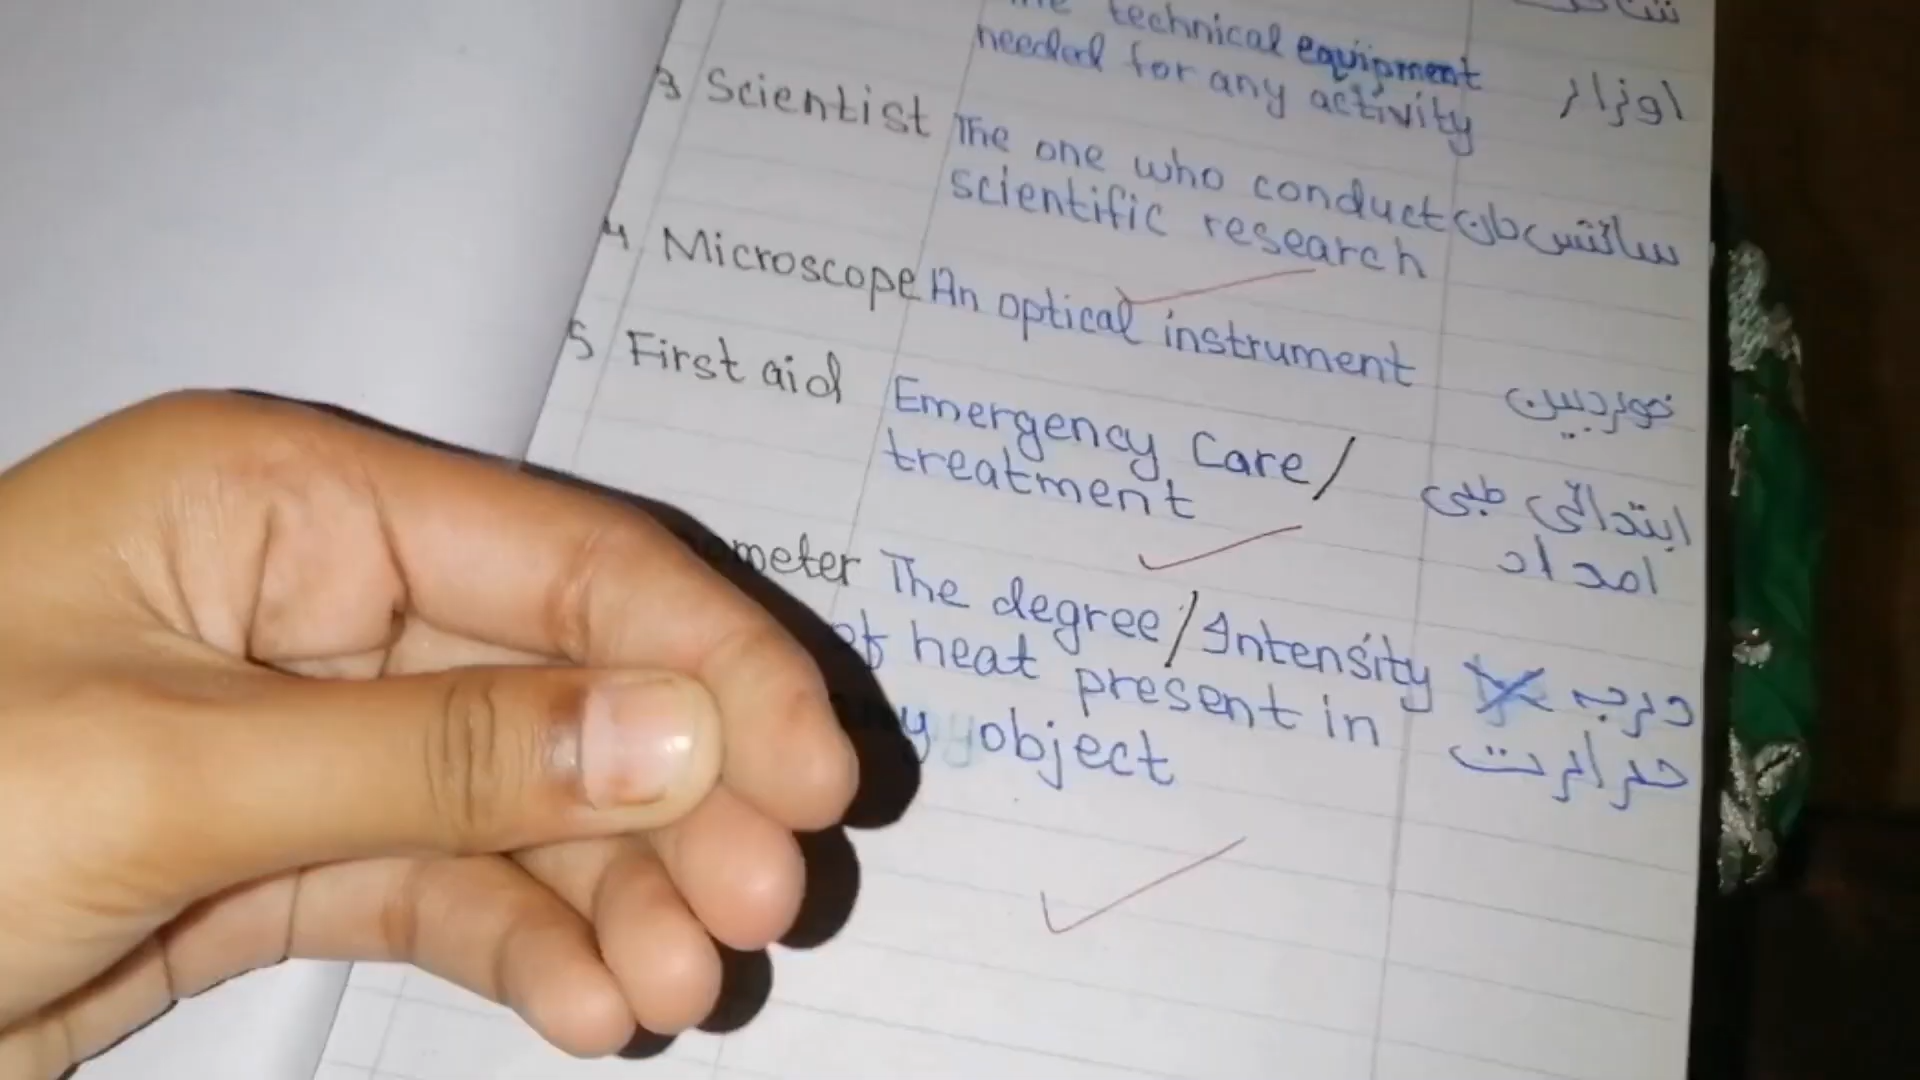 technical equipment
needed for any activity
اوزار
3 Scientist
The one who conduct
scientific research
سائنس دان
4 Microscope
An optical instrument
خوردبین
5 First aid
Emergency Care/
treatment
ابتدائی طبی
امداد
ometer
The degree/Intensity
of heat present in
object
درجہ
حرارت